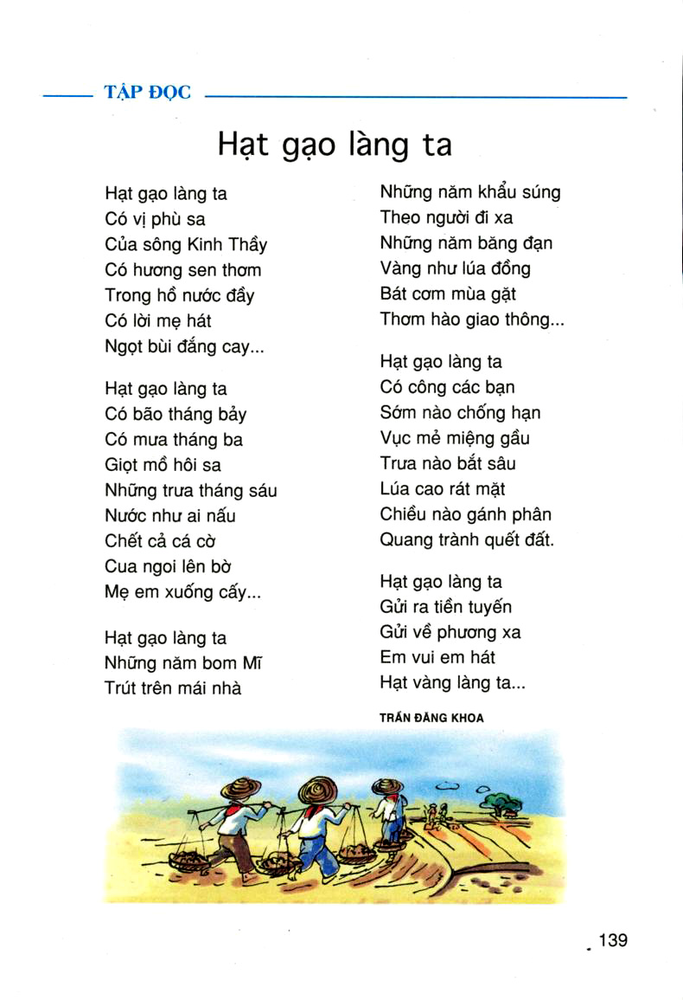 TẬP ĐỌC
Hạt gạo làng ta
Hạt gạo làng ta
Có vị phù sa
Của sông Kinh Thầy
Có hương sen thơm
Trong hồ nước đầy
Có lời mẹ hát
Ngọt bùi đắng cay...
Hạt gạo làng ta
Có bão tháng bảy
Có mưa tháng ba
Giọt mồ hôi sa
Những trưa tháng sáu
Nước như ai nấu
Chết cả cá cờ
Cua ngoi lên bờ
Mẹ em xuống cấy...
Hạt gạo làng ta
Những năm bom Mĩ
Trút trên mái nhà
Những năm khẩu súng
Theo người đi xa
Những năm băng đạn
Vàng như lúa đồng
Bát cơm mùa gặt
Thơm hào giao thông...
Hạt gạo làng ta
Có công các bạn
Sớm nào chống hạn
Vục mẻ miệng gầu
Trưa nào bắt sâu
Lúa cao rát mặt
Chiều nào gánh phân
Quang trành quết đất.
Hạt gạo làng ta
Gửi ra tiền tuyến
Gửi về phương xa
Em vui em hát
Hạt vàng làng ta...
TRẦN ĐĂNG KHOA
139